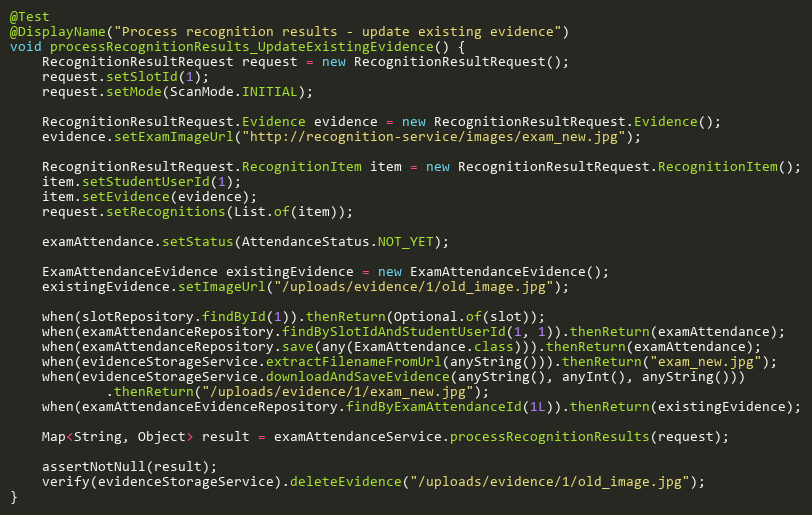 @Test
@DisplayName("Process recognition results - update existing evidence")
void processRecognitionResults_UpdateExistingEvidence() {
    RecognitionResultRequest request = new RecognitionResultRequest();
    request.setSlotId(1);
    request.setMode(ScanMode.INITIAL);

    RecognitionResultRequest.Evidence evidence = new RecognitionResultRequest.Evidence();
    evidence.setExamImageUrl("http://recognition-service/images/exam_new.jpg");

    RecognitionResultRequest.RecognitionItem item = new RecognitionResultRequest.RecognitionItem();
    item.setStudentUserId(1);
    item.setEvidence(evidence);
    request.setRecognitions(List.of(item));

    examAttendance.setStatus(AttendanceStatus.NOT_YET);

    ExamAttendanceEvidence existingEvidence = new ExamAttendanceEvidence();
    existingEvidence.setImageUrl("/uploads/evidence/1/old_image.jpg");

    when(slotRepository.findById(1)).thenReturn(Optional.of(slot));
    when(examAttendanceRepository.findBySlotIdAndStudentUserId(1, 1)).thenReturn(examAttendance);
    when(examAttendanceRepository.save(any(ExamAttendance.class))).thenReturn(examAttendance);
    when(evidenceStorageService.extractFilenameFromUrl(anyString())).thenReturn("exam_new.jpg");
    when(evidenceStorageService.downloadAndSaveEvidence(anyString(), anyInt(), anyString()))
            .thenReturn("/uploads/evidence/1/exam_new.jpg");
    when(examAttendanceEvidenceRepository.findByExamAttendanceId(1L)).thenReturn(existingEvidence);

    Map<String, Object> result = examAttendanceService.processRecognitionResults(request);

    assertNotNull(result);
    verify(evidenceStorageService).deleteEvidence("/uploads/evidence/1/old_image.jpg");
}